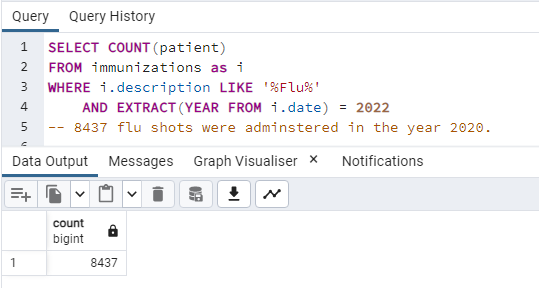 Query Query History
1 SELECT COUNT(patient)
2 FROM immunizations as i
3 WHERE i.description LIKE '%Flu%'
4 AND EXTRACT(YEAR FROM i.date) = 2022
5 -- 8437 flu shots were adminstered in the year 2020.
6
Data Output Messages Graph Visualiser × Notifications
count
bigint
1 8437